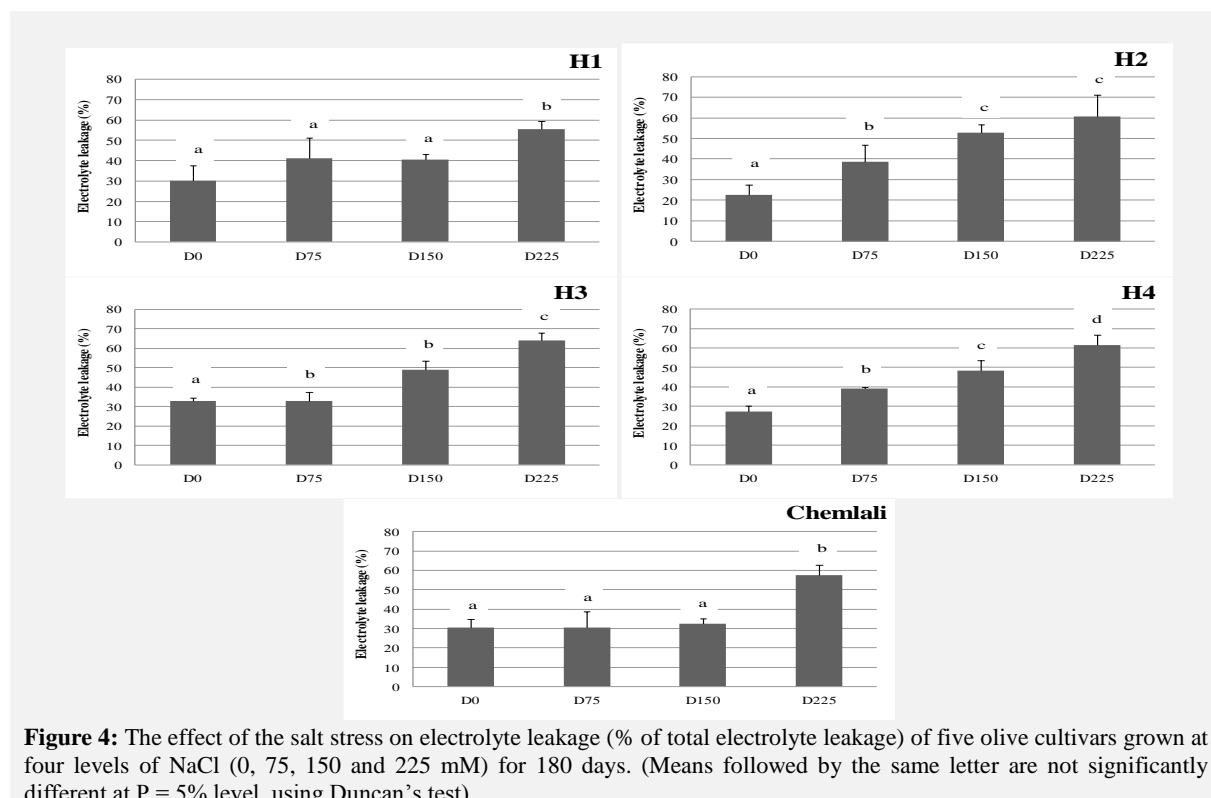 H1
Electrolyte leakage (%)
80
70
60
50
40
30
20
10
0
a
a
a
b
D0 D75 D150 D225
H2
Electrolyte leakage (%)
80
70
60
50
40
30
20
10
0
a
b
c
c
D0 D75 D150 D225
H3
Electrolyte leakage (%)
80
70
60
50
40
30
20
10
0
a
b
b
c
D0 D75 D150 D225
H4
Electrolyte leakage (%)
80
70
60
50
40
30
20
10
0
a
b
c
d
D0 D75 D150 D225
Chemlali
Electrolyte leakage (%)
80
70
60
50
40
30
20
10
0
a
a
a
b
D0 D75 D150 D225
Figure 4: The effect of the salt stress on electrolyte leakage (% of total electrolyte leakage) of five olive cultivars grown at
four levels of NaCl (0, 75, 150 and 225 mM) for 180 days. (Means followed by the same letter are not significantly
different at P = 5% level, using Duncan's test)